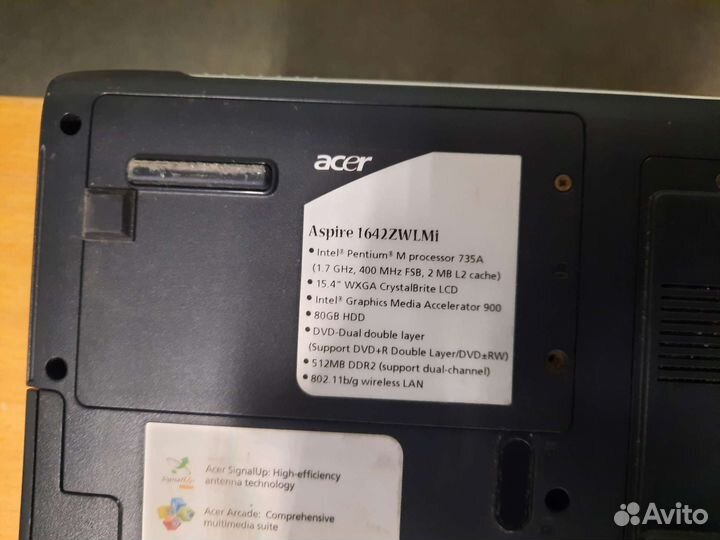 acer
Aspire 1642ZWLMi
• Intel® Pentium® M processor 735A
(1.7 GHz, 400 MHz FSB, 2 MB L2 cache)
• 15.4" WXGA CrystalBrite LCD
• Intel® Graphics Media Accelerator 900
• 80GB HDD
• DVD-Dual double layer
(Support DVD+R Double Layer/DVD±RW)
• 512MB DDR2 (support dual-channel)
• 802.11b/g wireless LAN
Acer SignalUp: High-efficiency
antenna technology
Acer Arcade: Comprehensive
multimedia suite
Avito